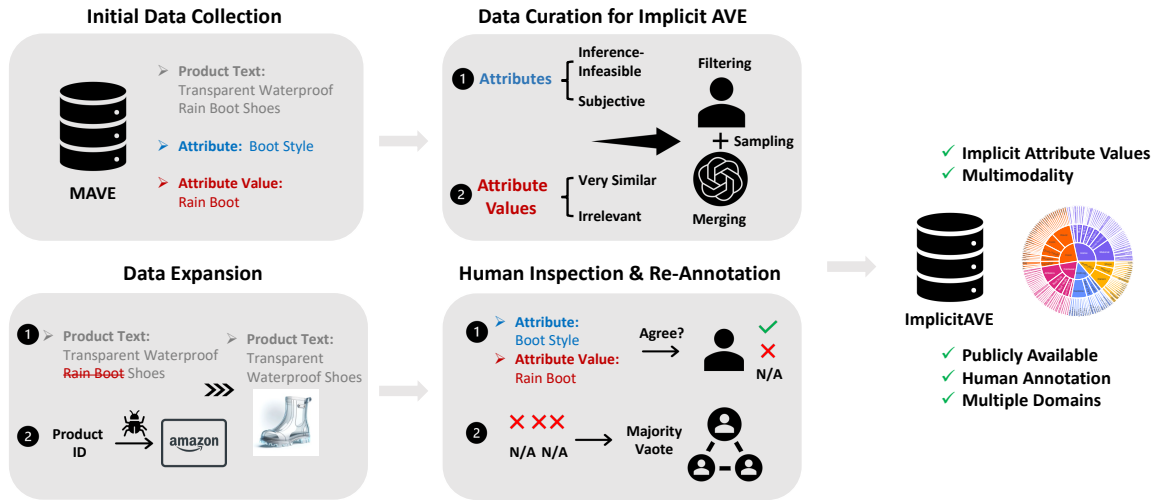 Initial Data Collection
MAVE
➢ Product Text:
Transparent Waterproof
Rain Boot Shoes
➢ Attribute: Boot Style
➢ Attribute Value:
Rain Boot
Data Curation for Implicit AVE
1 Attributes
Inference-
Infeasible
Subjective
2 Attribute
Values
Very Similar
Irrelevant
Filtering
+ Sampling
Merging
Data Expansion
1 ➢ Product Text:
Transparent Waterproof
Rain Boot Shoes
➢ Product Text:
Transparent
Waterproof Shoes
2 Product
ID
amazon
Human Inspection & Re-Annotation
1 ➢ Attribute:
Boot Style
➢ Attribute Value:
Rain Boot
Agree?
✓
✕
N/A
2 ✕ ✕✕
N/A N/A
Majority
Vaote
✓ Implicit Attribute Values
✓ Multimodality
ImplicitAVE
✓ Publicly Available
✓ Human Annotation
✓ Multiple Domains